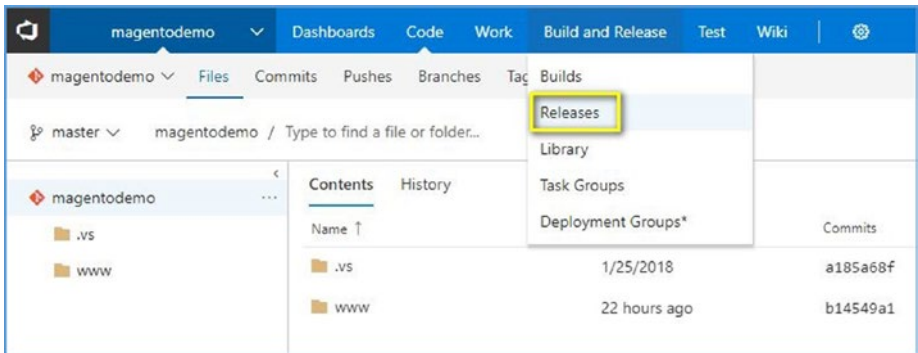 magentodemo Dashboards Code Work Build and Release Test Wiki
magentodemo Files Commits Pushes Branches Builds
Releases
master magentodemo / Type to find a file or folder...
Library
Contents History Task Groups
magentodemo ...
Deployment Groups*
Name ↑ Commits
.vs
.vs 1/25/2018 a185a68f
www
www 22 hours ago b14549a1